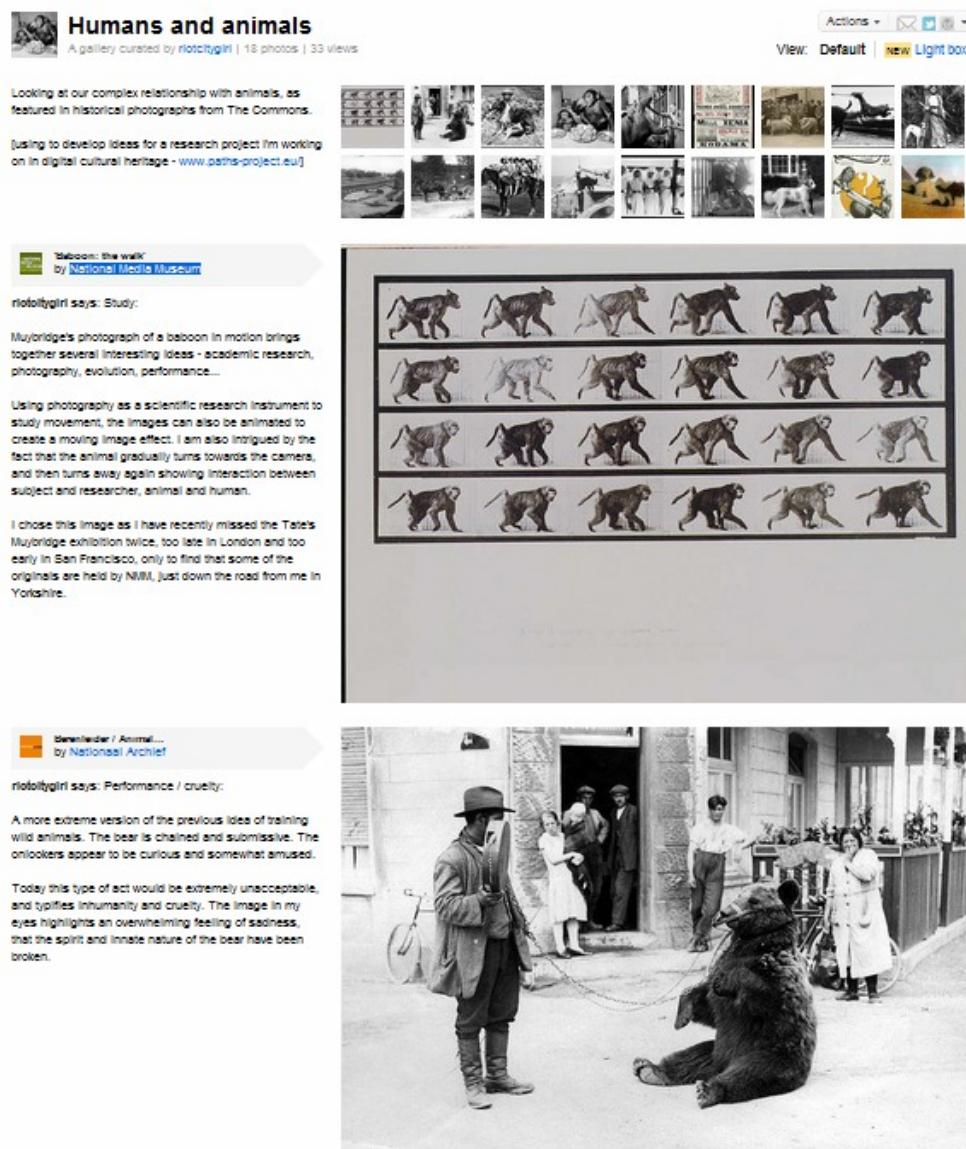 Humans and animals
A gallery curated by riotcitygirl | 18 photos | 33 views
Actions
View: Default | NEW Light box
Looking at our complex relationship with animals, as
featured in historical photographs from The Commons.
[using to develop ideas for a research project I'm working
on in digital cultural heritage - www.paths-project.eu/]
'Baboon: the walk'
by National Media Museum
riotcitygirl says: Study:
Muybridge's photograph of a baboon in motion brings
together several interesting ideas - academic research,
photography, evolution, performance...
Using photography as a scientific research instrument to
study movement, the images can also be animated to
create a moving image effect. I am also intrigued by the
fact that the animal gradually turns towards the camera,
and then turns away again showing interaction between
subject and researcher, animal and human.
I chose this image as I have recently missed the Tate's
Muybridge exhibition twice, too late in London and too
early in San Francisco, only to find that some of the
originals are held by NMM, just down the road from me in
Yorkshire.
Berenleider / Animal...
by Nationaal Archief
riotcitygirl says: Performance / cruelty:
A more extreme version of the previous idea of training
wild animals. The bear is chained and submissive. The
onlookers appear to be curious and somewhat amused.
Today this type of act would be extremely unacceptable,
and typifies inhumanity and cruelty. The image in my
eyes highlights an overwhelming feeling of sadness,
that the spirit and innate nature of the bear have been
broken.